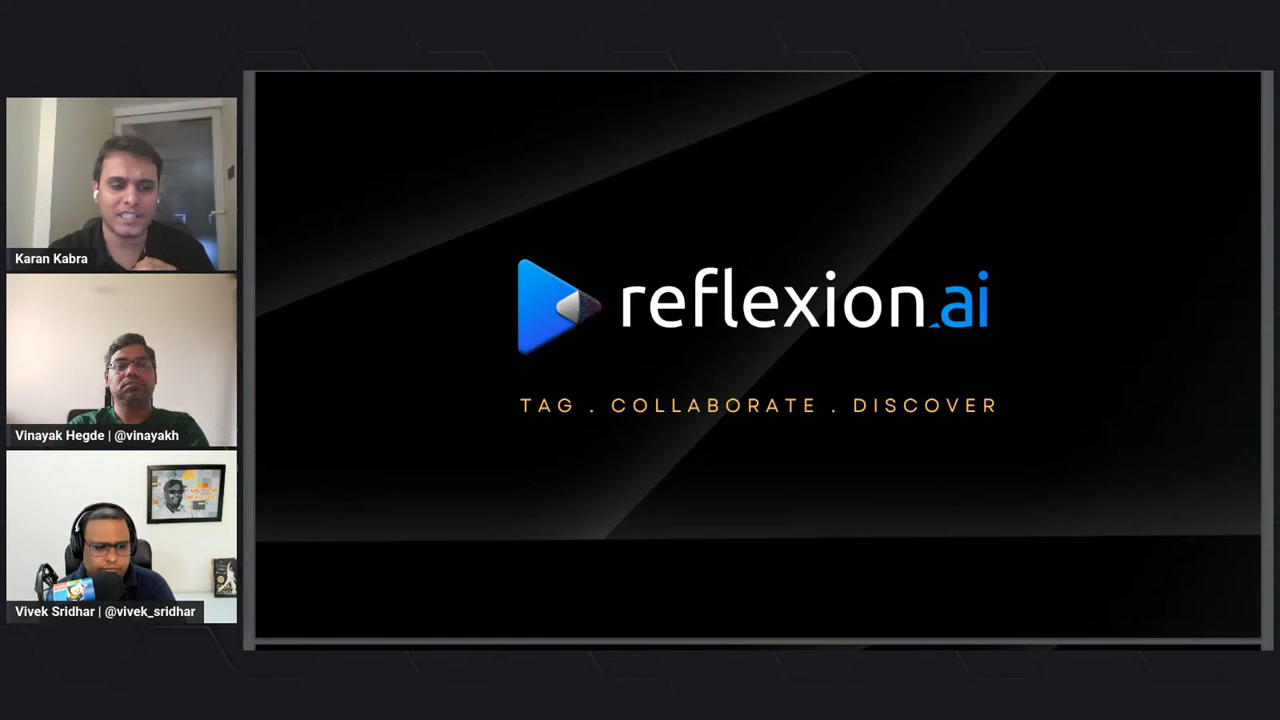 Karan Kabra
Vinayak Hegde | @vinayakh
Vivek Sridhar | @vivek_sridhar
reflexion.ai
TAG . COLLABORATE . DISCOVER